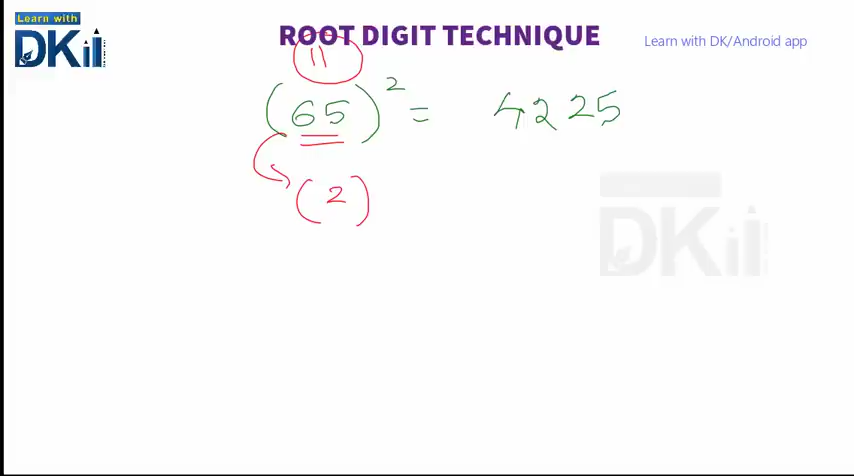 Learn with
DK
ROOT DIGIT TECHNIQUE
Learn with DK/Android app
11
(65)² = 4225
(2)
DK